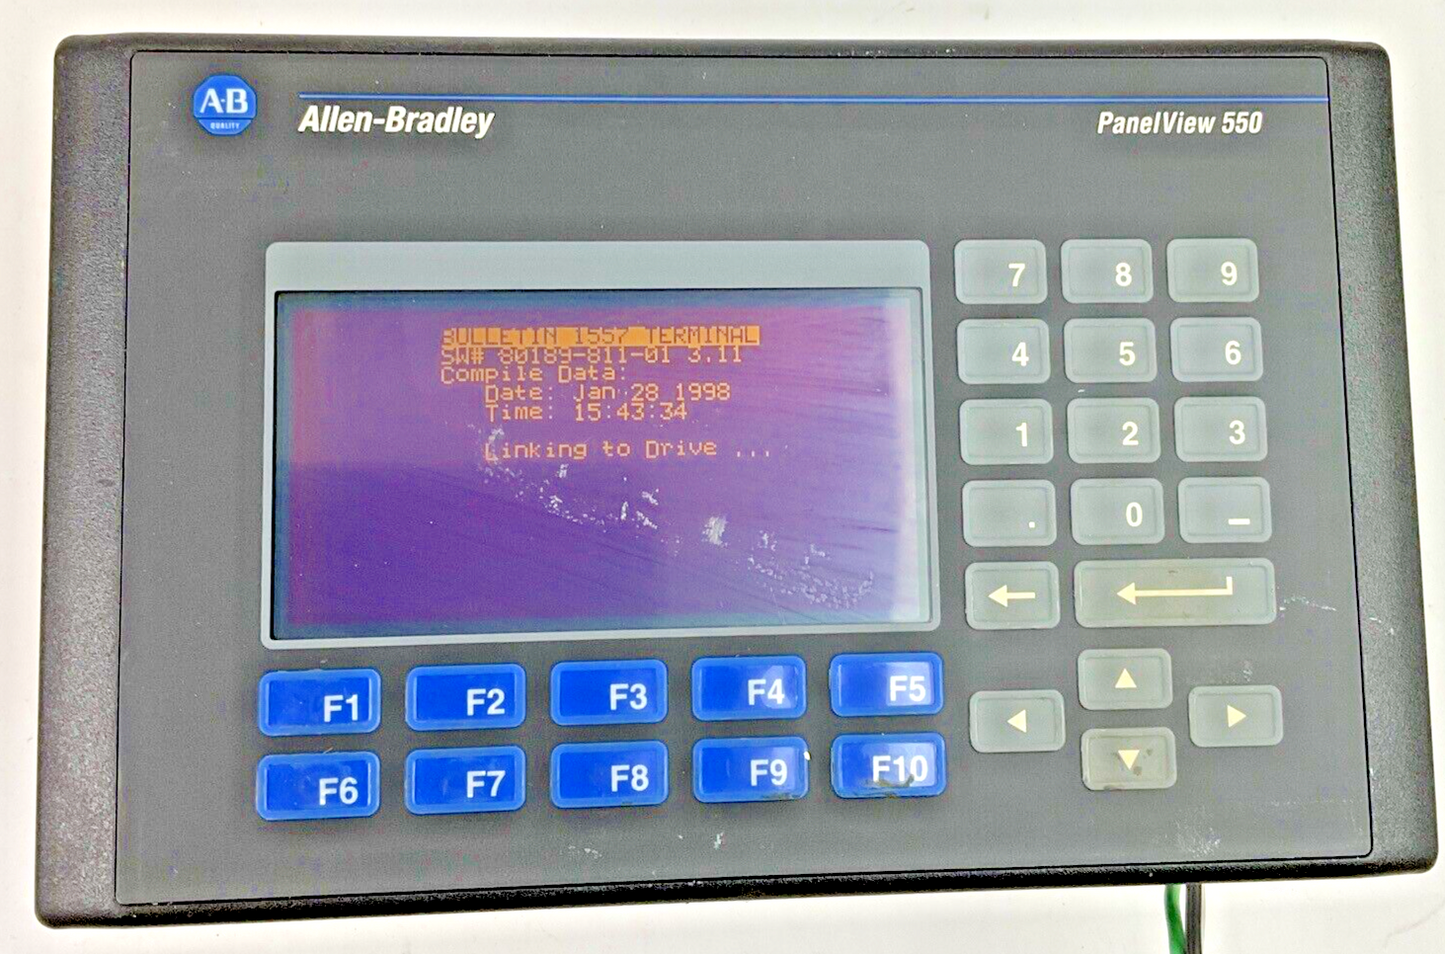 A-B
QUALITY
Allen-Bradley
PanelView 550
BULLETIN 1557 TERMINAL
SW# 80189-811-01 3.11
Compile Data:
Date: Jan 28 1998
Time: 15:43:34
Linking to Drive ...
7 8 9
4 5 6
1 2 3
. 0 –
F1 F2 F3 F4 F5
F6 F7 F8 F9 F10